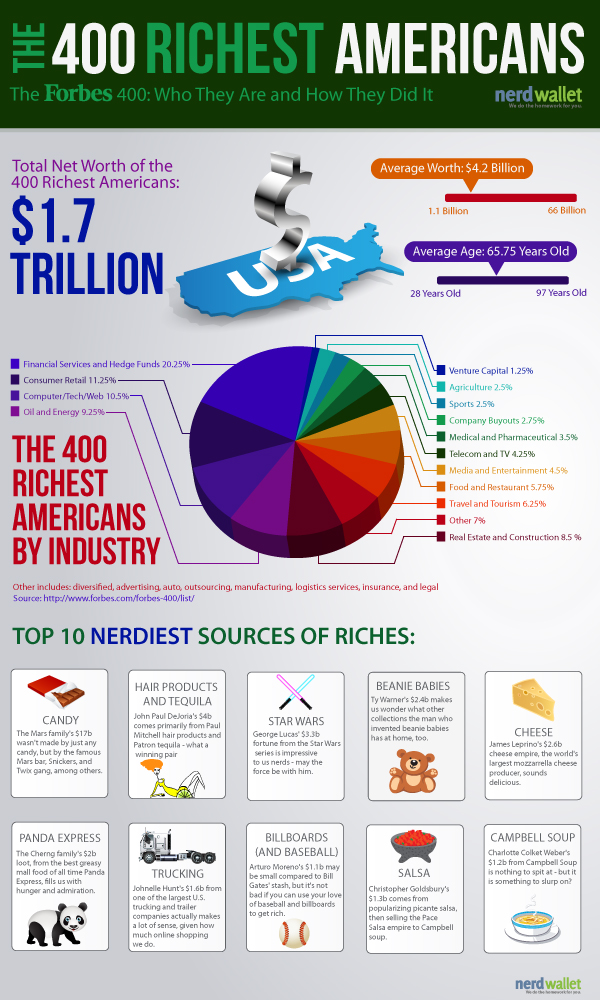 THE 400 RICHEST AMERICANS
The Forbes 400: Who They Are and How They Did It
nerdwallet
We do the homework for you.
Total Net Worth of the
400 Richest Americans:
$1.7
TRILLION
USA
Average Worth: $4.2 Billion
1.1 Billion
66 Billion
Average Age: 65.75 Years Old
28 Years Old
97 Years Old
Financial Services and Hedge Funds 20.25%
Consumer Retail 11.25%
Computer/Tech/Web 10.5%
Oil and Energy 9.25%
Venture Capital 1.25%
Agriculture 2.5%
Sports 2.5%
Company Buyouts 2.75%
Medical and Pharmaceutical 3.5%
Telecom and TV 4.25%
Media and Entertainment 4.5%
Food and Restaurant 5.75%
Travel and Tourism 6.25%
Other 7%
Real Estate and Construction 8.5 %
THE 400
RICHEST
AMERICANS
BY INDUSTRY
Other includes: diversified, advertising, auto, outsourcing, manufacturing, logistics services, insurance, and legal
Source: http://www.forbes.com/forbes-400/list/
TOP 10 NERDIEST SOURCES OF RICHES:
CANDY
The Mars family's $17b
wasn't made by just any
candy, but by the famous
Mars bar, Snickers, and
Twix gang, among others.
HAIR PRODUCTS
AND TEQUILA
John Paul DeJoria's $4b
comes primarily from Paul
Mitchell hair products and
Patron tequila - what a
winning pair
STAR WARS
George Lucas' $3.3b
fortune from the Star Wars
series is impressive
to us nerds - may the
force be with him.
BEANIE BABIES
Ty Warner's $2.4b makes
us wonder what other
collections the man who
invented beanie babies
has at home, too.
CHEESE
James Leprino's $2.6b
cheese empire, the world's
largest mozzarrella cheese
producer, sounds
delicious.
PANDA EXPRESS
The Cherng family's $2b
loot, from the best greasy
mall food of all time Panda
Express, fills us with
hunger and admiration.
TRUCKING
Johnelle Hunt's $1.6b from
one of the largest U.S.
trucking and trailer
companies actually makes
a lot of sense, given how
much online shopping
we do.
BILLBOARDS
(AND BASEBALL)
Arturo Moreno's $1.1b may
be small compared to Bill
Gates' stash, but it's not
bad if you can use your love
of baseball and billboards
to get rich.
SALSA
Christopher Goldsbury's
$1.3b comes from
popularizing picante salsa,
then selling the Pace
Salsa empire to Campbell
soup.
CAMPBELL SOUP
Charlotte Colket Weber's
$1.2b from Campbell Soup
is nothing to spit at - but it
is something to slurp on?
nerdwallet
We do the homework for you.